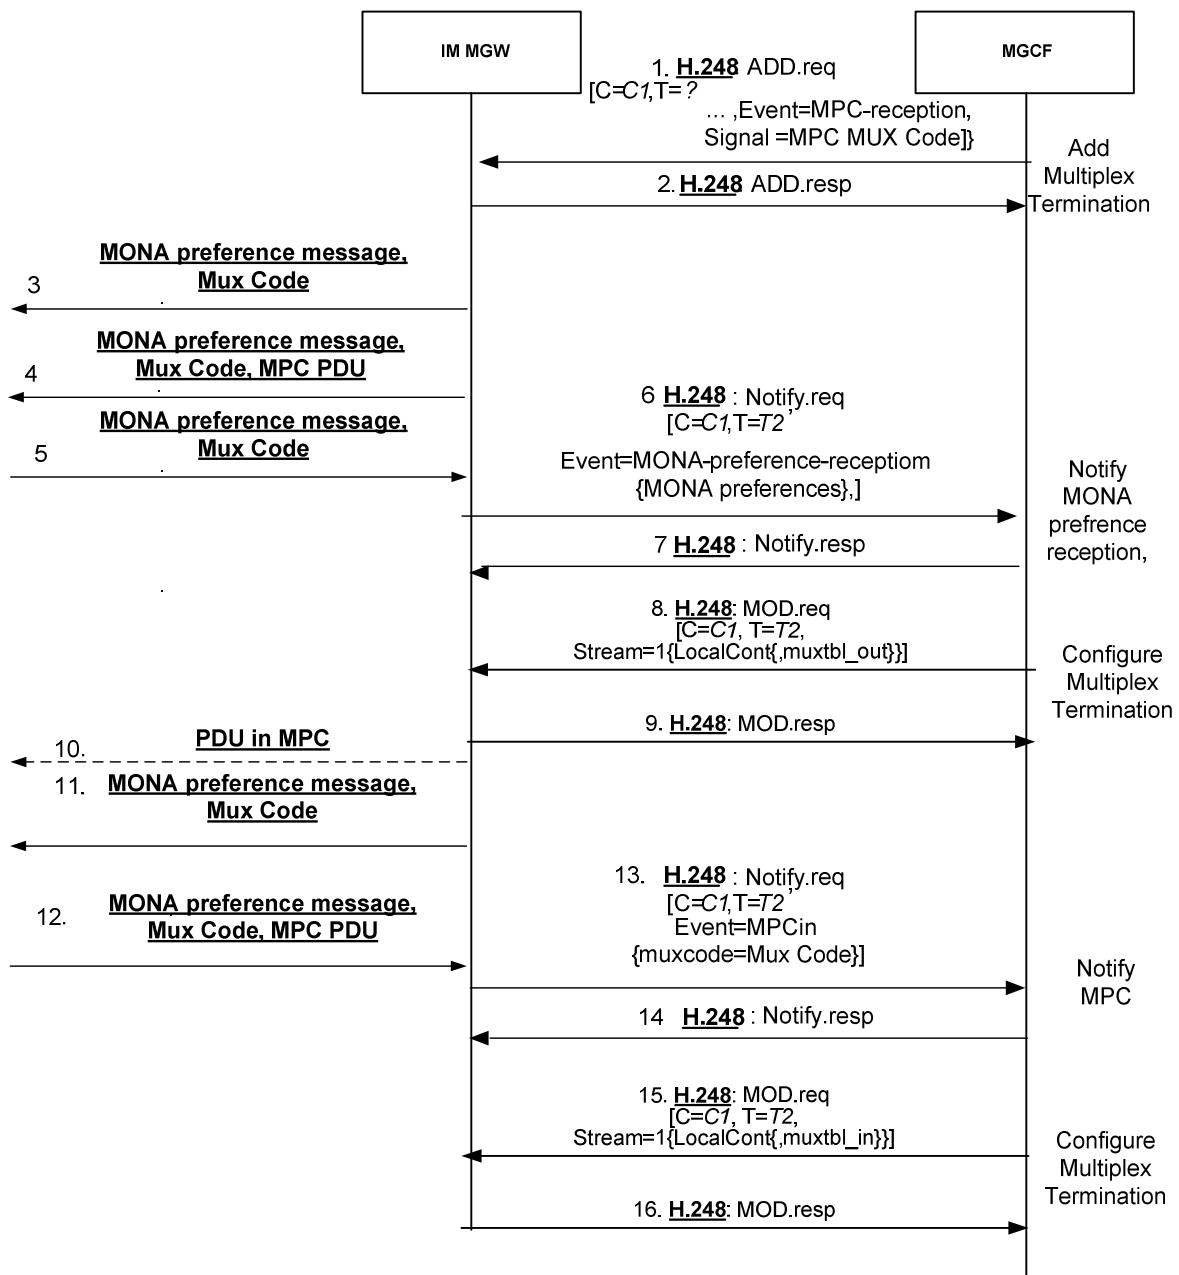 IM MGW
MGCF
1. H.248 ADD.req
[C=C1,T=?
... ,Event=MPC-reception,
Signal =MPC MUX Code]}
Add
Multiplex
Termination
2. H.248 ADD.resp
MONA preference message,
Mux Code
3
MONA preference message,
Mux Code, MPC PDU
4
MONA preference message,
Mux Code
5
6 H.248 : Notify.req
[C=C1,T=T2,
Event=MONA-preference-receptiom
{MONA preferences},]
Notify
MONA
prefrence
reception,
7 H.248 : Notify.resp
8. H.248: MOD.req
[C=C1, T=T2,
Stream=1{LocalCont{,muxtbl_out}}]
Configure
Multiplex
Termination
9. H.248: MOD.resp
10. PDU in MPC
11. MONA preference message,
Mux Code
12. MONA preference message,
Mux Code, MPC PDU
13. H.248 : Notify.req
[C=C1,T=T2,
Event=MPCin
{muxcode=Mux Code}]
Notify
MPC
14 H.248 : Notify.resp
15. H.248: MOD.req
[C=C1, T=T2,
Stream=1{LocalCont{,muxtbl_in}}]
Configure
Multiplex
Termination
16. H.248: MOD.resp